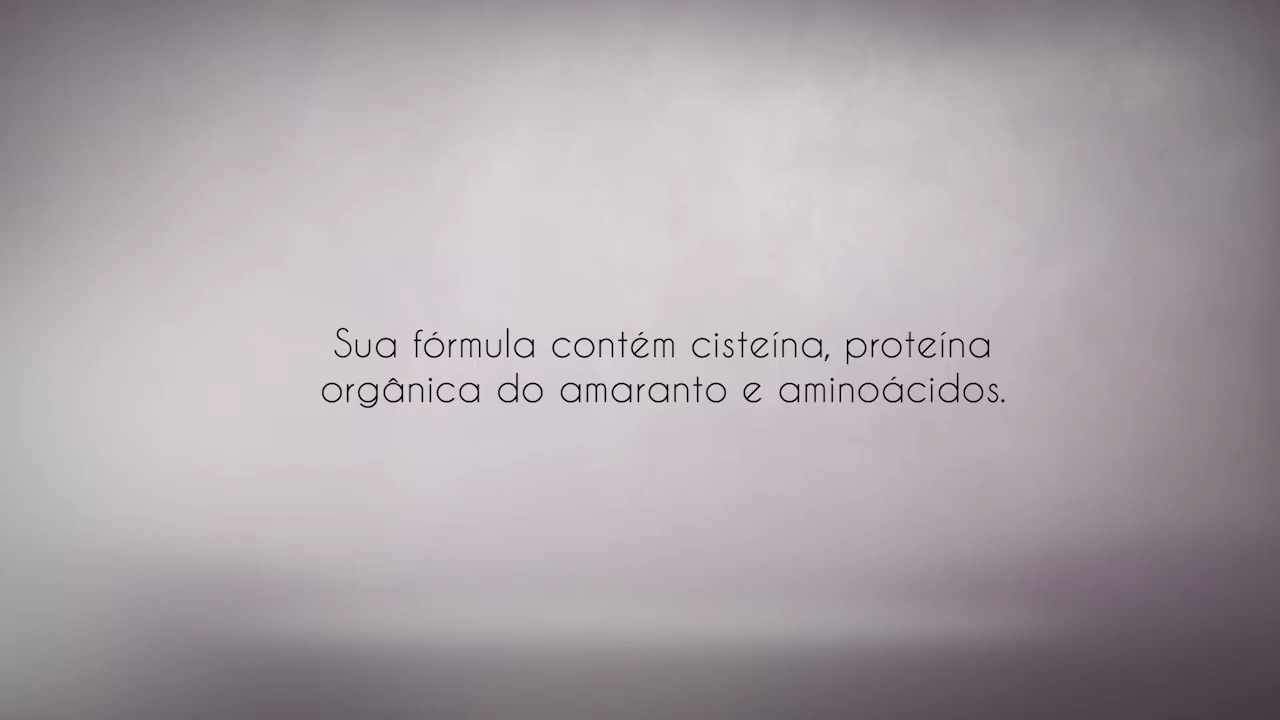 Sua fórmula contém cisteína, proteína
orgânica do amaranto e aminoácidos.